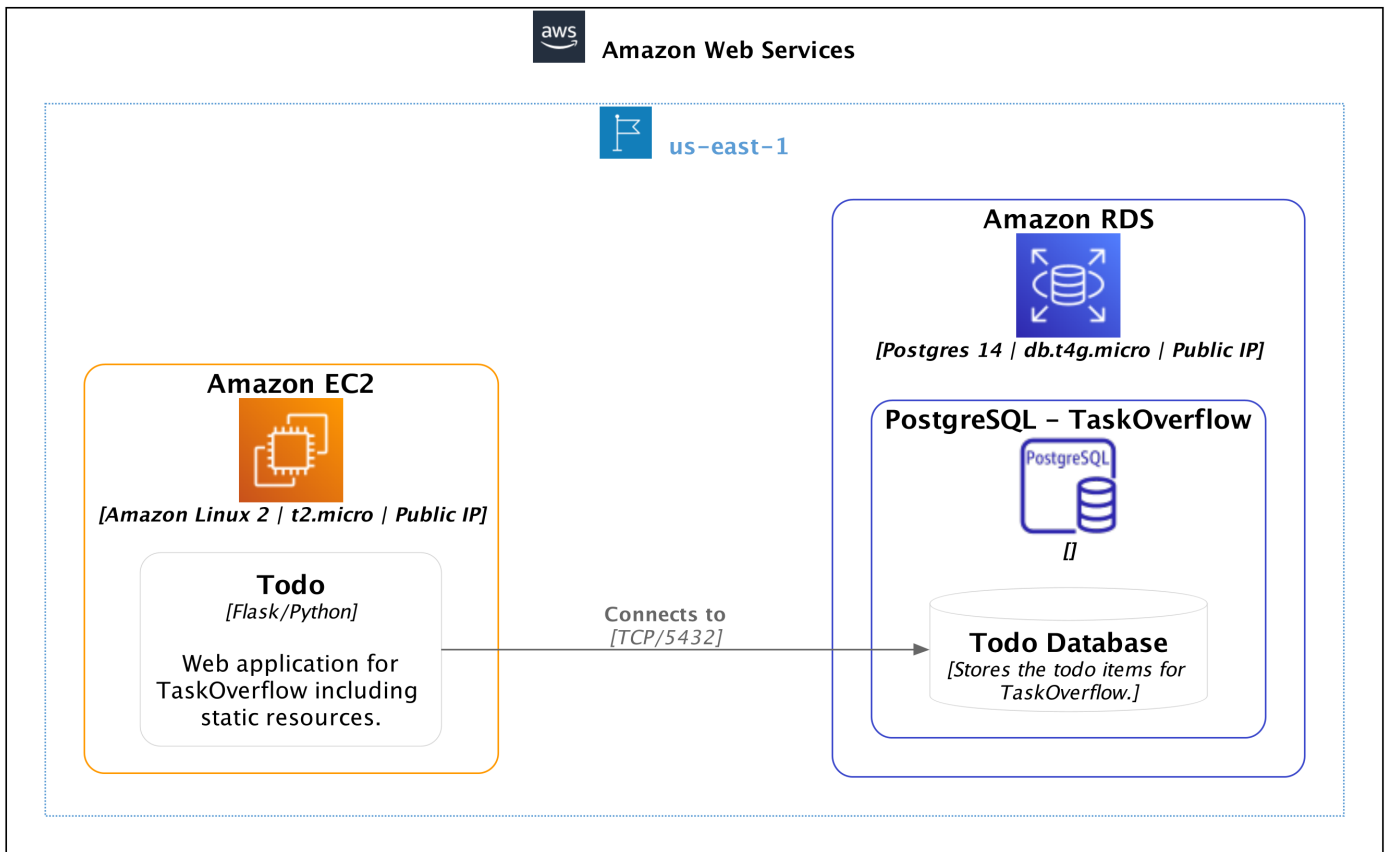 aws
Amazon Web Services
us-east-1
Amazon RDS
[Postgres 14 | db.t4g.micro | Public IP]
Amazon EC2
[Amazon Linux 2 | t2.micro | Public IP]
PostgreSQL - TaskOverflow
PostgreSQL
[]
Todo
[Flask/Python]
Web application for
TaskOverflow including
static resources.
Connects to
[TCP/5432]
Todo Database
[Stores the todo items for
TaskOverflow.]